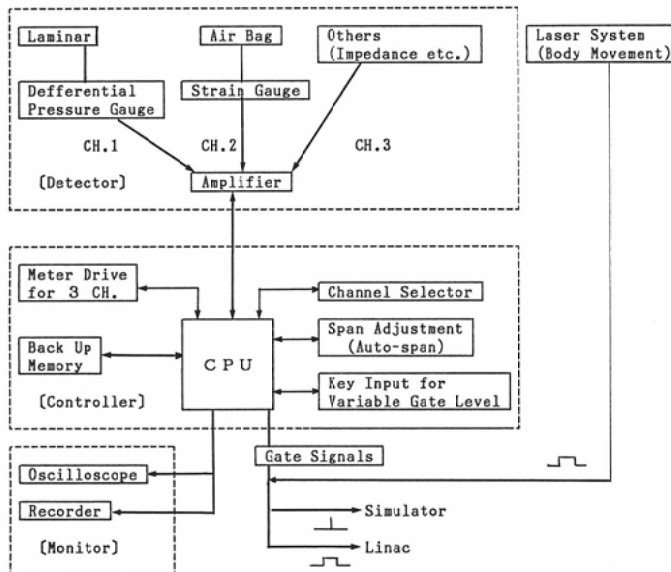 Laminar
Air Bag
Others
(Impedance etc.)
Laser System
(Body Movement)
Defferential
Pressure Gauge
Strain Gauge
CH.1
CH.2
CH.3
[Detector]
Amplifier
Meter Drive
for 3 CH.
Channel Selector
Back Up
Memory
CPU
Span Adjustment
(Auto-span)
Key Input for
Variable Gate Level
[Controller]
Gate Signals
Oscilloscope
Recorder
Simulator
[Monitor]
Linac